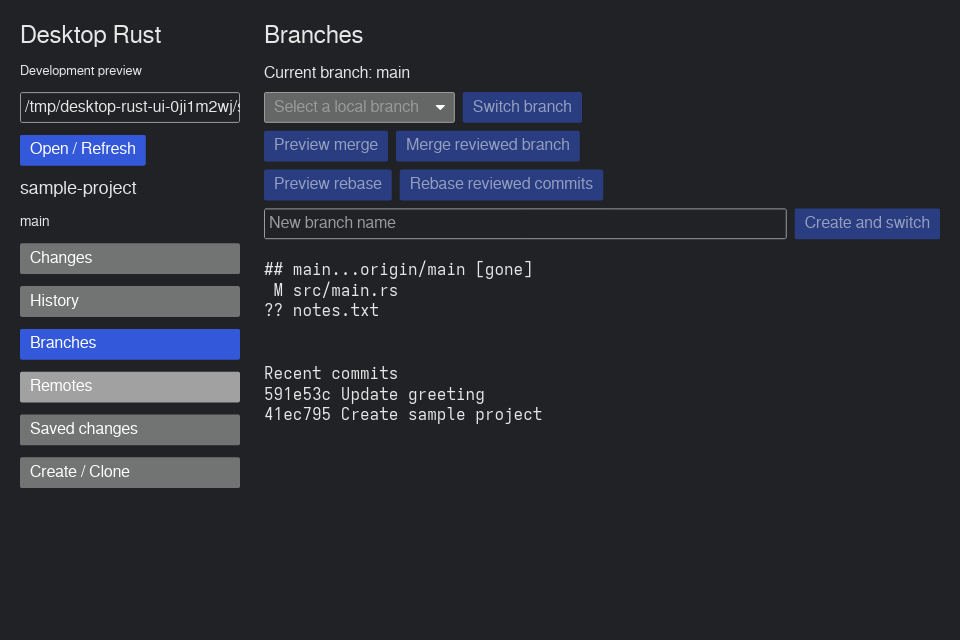 Desktop Rust
Development preview
/tmp/desktop-rust-ui-0ji1m2wj/s
Open / Refresh
sample-project
main
Changes
History
Branches
Remotes
Saved changes
Create / Clone
Branches
Current branch: main
Select a local branch Switch branch
Preview merge Merge reviewed branch
Preview rebase Rebase reviewed commits
New branch name Create and switch
## main...origin/main [gone]
M src/main.rs
?? notes.txt
Recent commits
591e53c Update greeting
41ec795 Create sample project